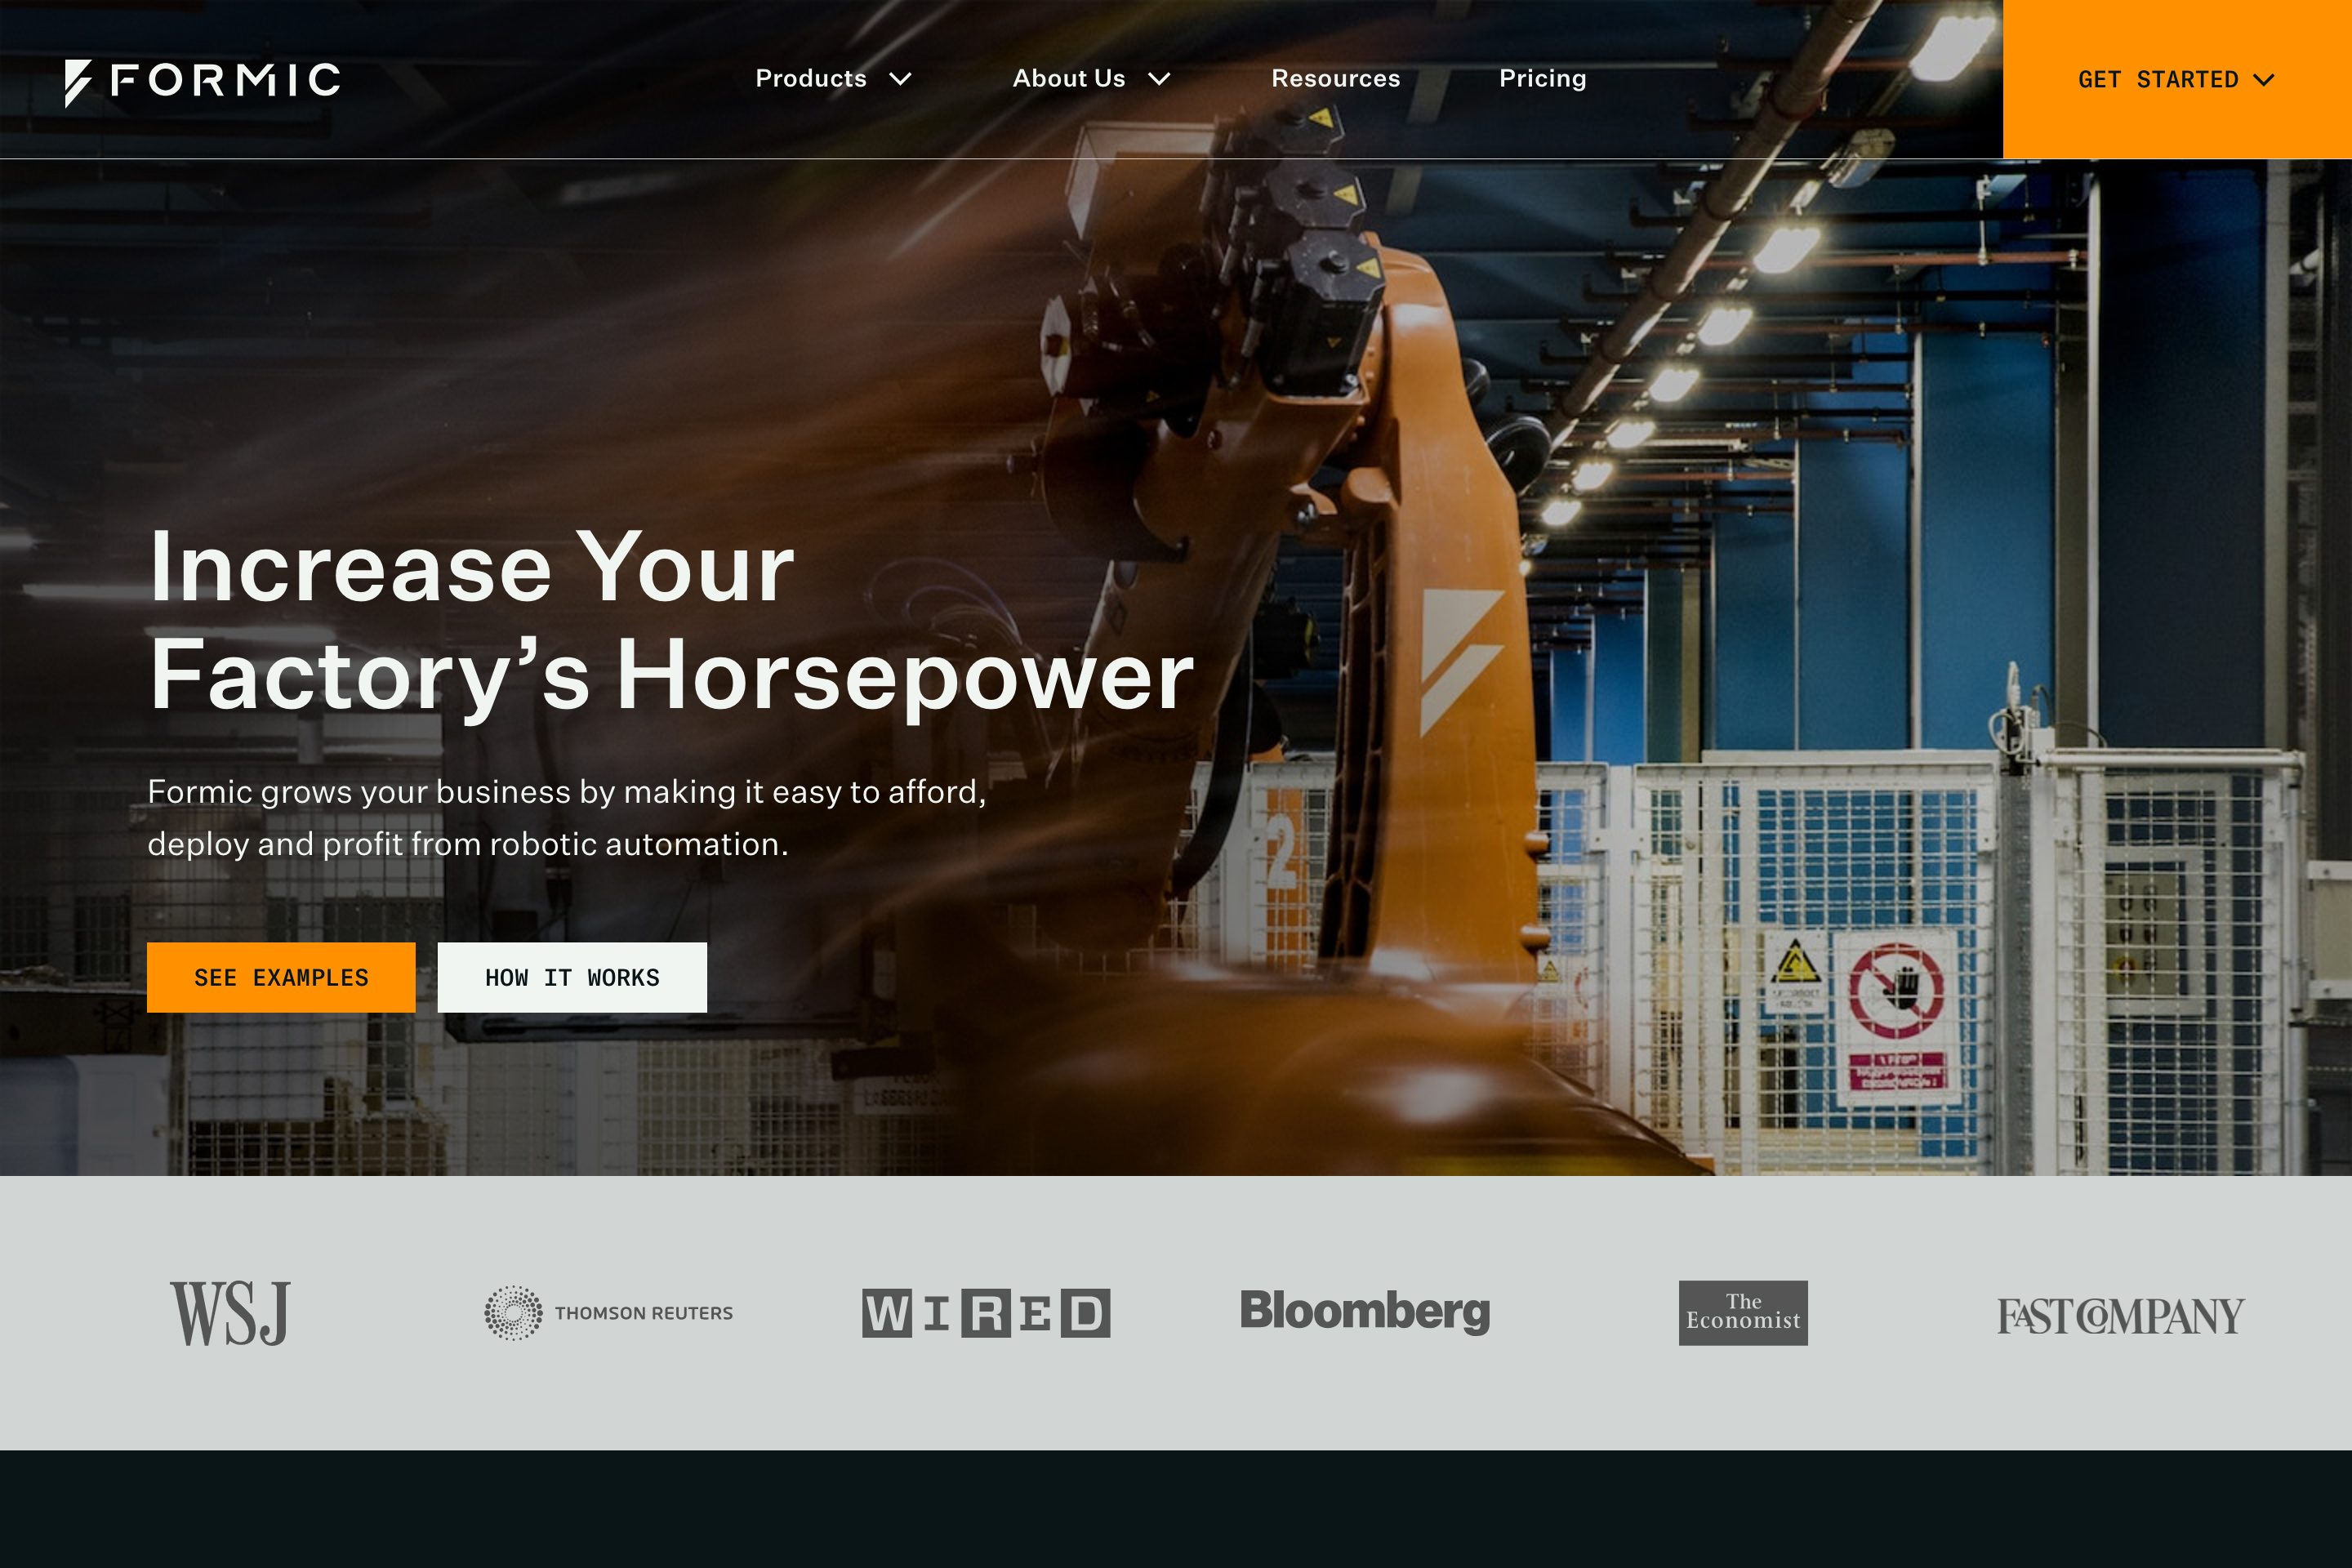 FORMIC
Products
About Us
Resources
Pricing
GET STARTED
Increase Your
Factory’s Horsepower
Formic grows your business by making it easy to afford,
deploy and profit from robotic automation.
SEE EXAMPLES
HOW IT WORKS
2
WSJ
THOMSON REUTERS
WIRED
Bloomberg
The
Economist
FAST COMPANY